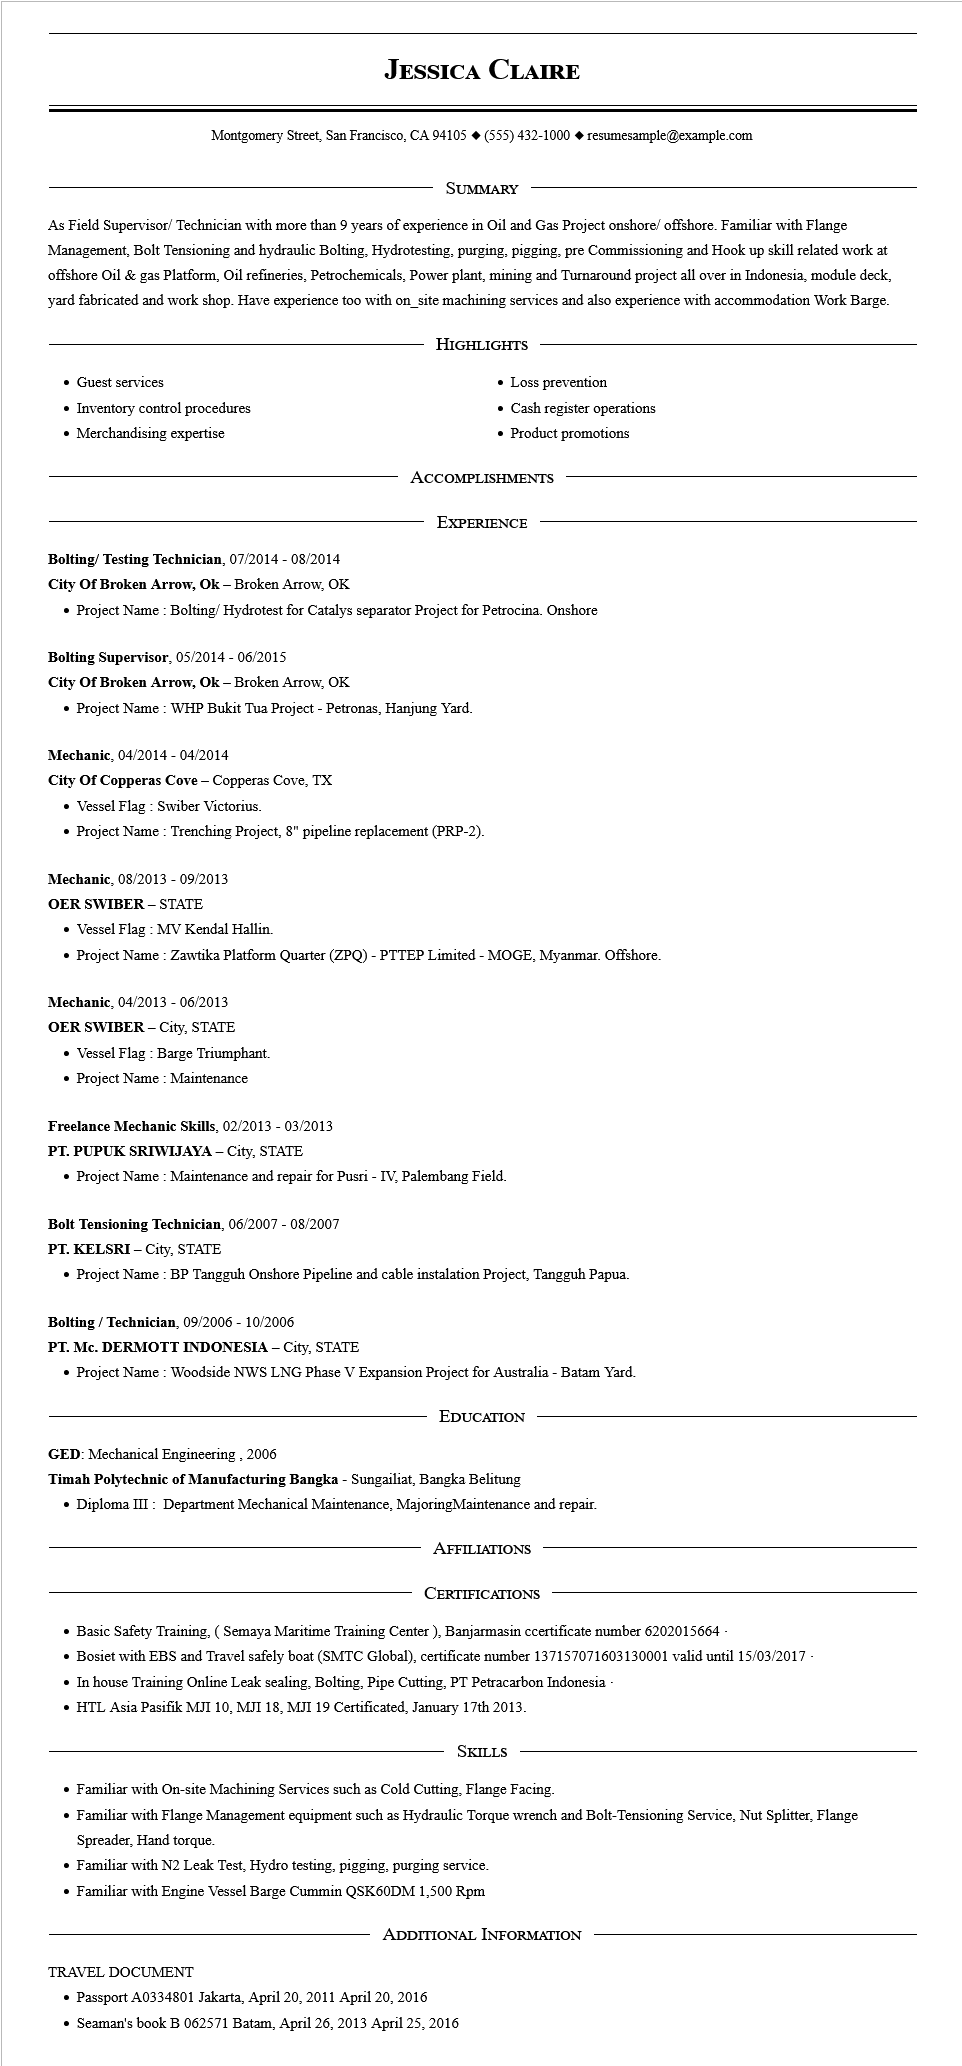 Jessica Claire
Montgomery Street, San Francisco, CA 94105 ◆ (555) 432-1000 ◆ resumesample@example.com
Summary
As Field Supervisor/ Technician with more than 9 years of experience in Oil and Gas Project onshore/ offshore. Familiar with Flange
Management, Bolt Tensioning and hydraulic Bolting, Hydrotesting, purging, pigging, pre Commissioning and Hook up skill related work at
offshore Oil & gas Platform, Oil refineries, Petrochemicals, Power plant, mining and Turnaround project all over in Indonesia, module deck,
yard fabricated and work shop. Have experience too with on_site machining services and also experience with accommodation Work Barge.
Highlights
• Guest services
• Inventory control procedures
• Merchandising expertise
• Loss prevention
• Cash register operations
• Product promotions
Accomplishments
Experience
Bolting/ Testing Technician, 07/2014 - 08/2014
City Of Broken Arrow, Ok – Broken Arrow, OK
• Project Name : Bolting/ Hydrotest for Catalys separator Project for Petrocina. Onshore
Bolting Supervisor, 05/2014 - 06/2015
City Of Broken Arrow, Ok – Broken Arrow, OK
• Project Name : WHP Bukit Tua Project - Petronas, Hanjung Yard.
Mechanic, 04/2014 - 04/2014
City Of Copperas Cove – Copperas Cove, TX
• Vessel Flag : Swiber Victorius.
• Project Name : Trenching Project, 8" pipeline replacement (PRP-2).
Mechanic, 08/2013 - 09/2013
OER SWIBER – STATE
• Vessel Flag : MV Kendal Hallin.
• Project Name : Zawtika Platform Quarter (ZPQ) - PTTEP Limited - MOGE, Myanmar. Offshore.
Mechanic, 04/2013 - 06/2013
OER SWIBER – City, STATE
• Vessel Flag : Barge Triumphant.
• Project Name : Maintenance
Freelance Mechanic Skills, 02/2013 - 03/2013
PT. PUPUK SRIWIJAYA – City, STATE
• Project Name : Maintenance and repair for Pusri - IV, Palembang Field.
Bolt Tensioning Technician, 06/2007 - 08/2007
PT. KELSRI – City, STATE
• Project Name : BP Tangguh Onshore Pipeline and cable instalation Project, Tangguh Papua.
Bolting / Technician, 09/2006 - 10/2006
PT. Mc. DERMOTT INDONESIA – City, STATE
• Project Name : Woodside NWS LNG Phase V Expansion Project for Australia - Batam Yard.
Education
GED: Mechanical Engineering , 2006
Timah Polytechnic of Manufacturing Bangka - Sungailiat, Bangka Belitung
• Diploma III :  Department Mechanical Maintenance, MajoringMaintenance and repair.
Affiliations
Certifications
• Basic Safety Training, ( Semaya Maritime Training Center ), Banjarmasin ccertificate number 6202015664 ·
• Bosiet with EBS and Travel safely boat (SMTC Global), certificate number 137157071603130001 valid until 15/03/2017 ·
• In house Training Online Leak sealing, Bolting, Pipe Cutting, PT Petracarbon Indonesia ·
• HTL Asia Pasifik MJI 10, MJI 18, MJI 19 Certificated, January 17th 2013.
Skills
• Familiar with On-site Machining Services such as Cold Cutting, Flange Facing.
• Familiar with Flange Management equipment such as Hydraulic Torque wrench and Bolt-Tensioning Service, Nut Splitter, Flange
Spreader, Hand torque.
• Familiar with N2 Leak Test, Hydro testing, pigging, purging service.
• Familiar with Engine Vessel Barge Cummin QSK60DM 1,500 Rpm
Additional Information
TRAVEL DOCUMENT
• Passport A0334801 Jakarta, April 20, 2011 April 20, 2016
• Seaman's book B 062571 Batam, April 26, 2013 April 25, 2016